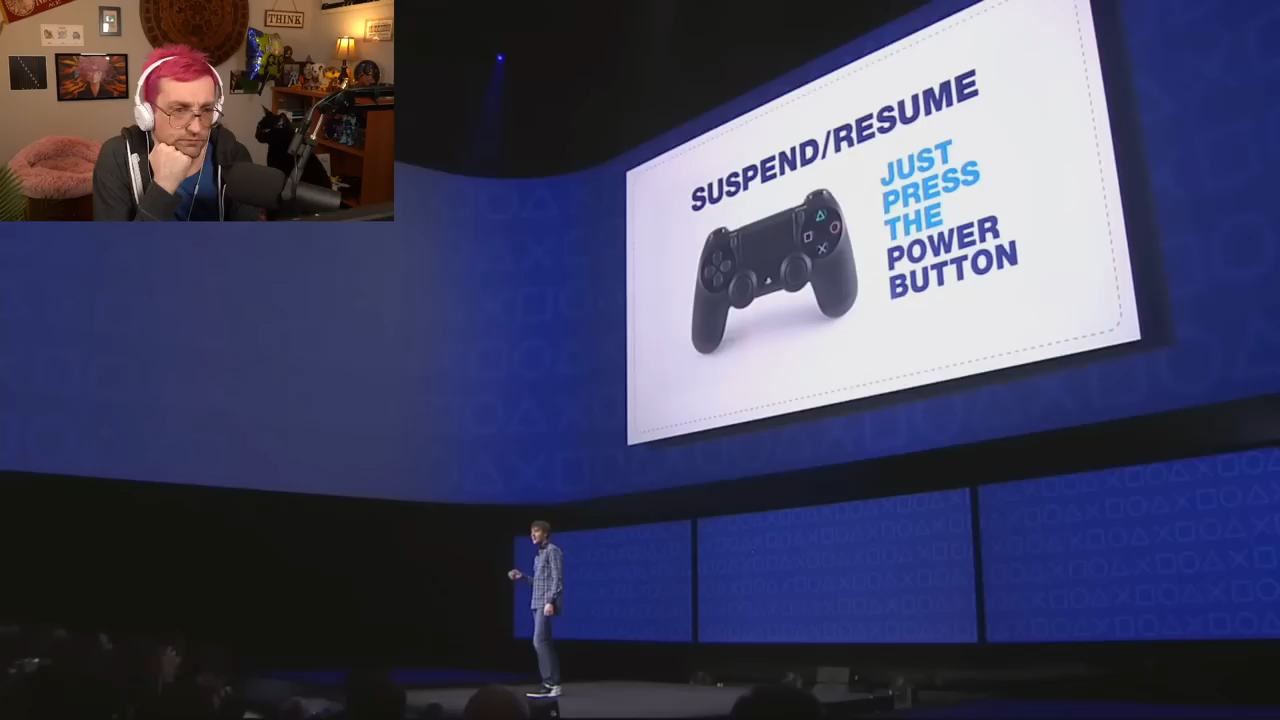 THINK
SUSPEND/RESUME
JUST
PRESS
THE
POWER
BUTTON